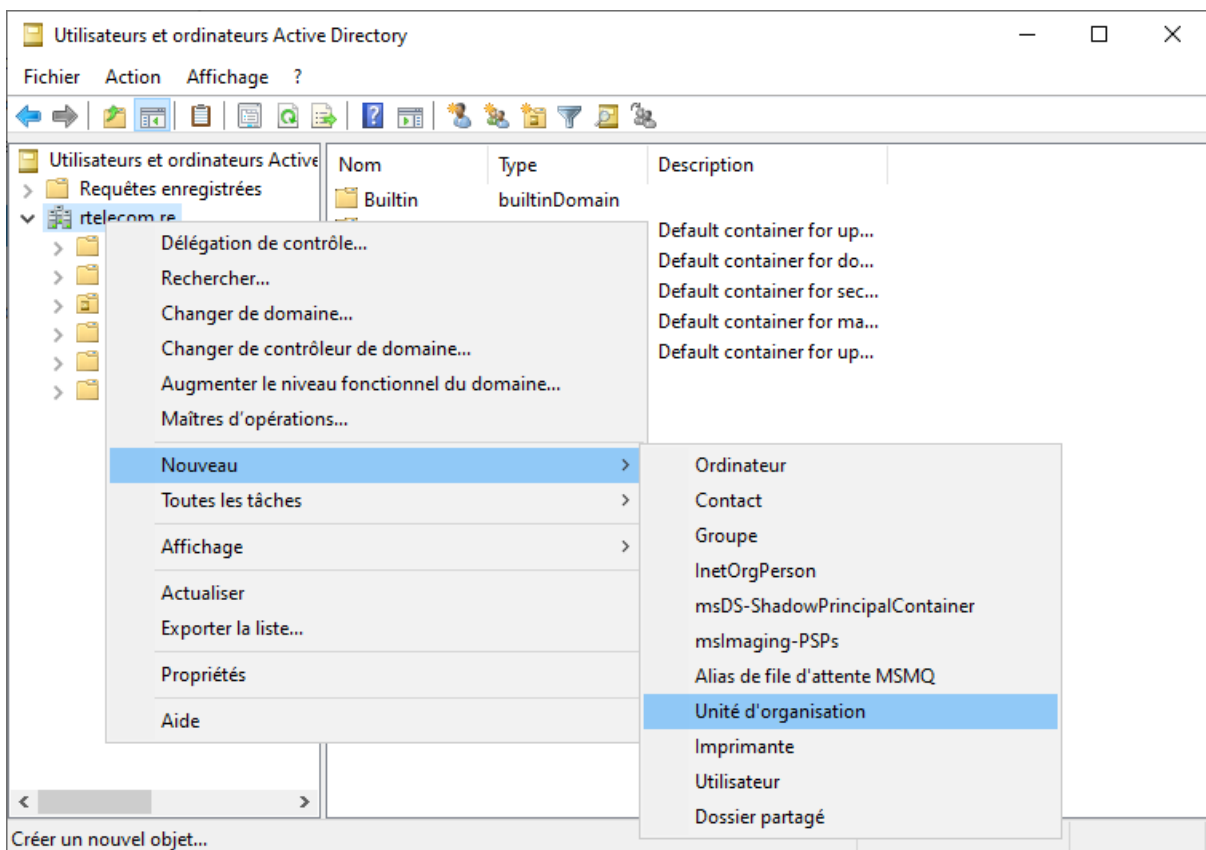 Utilisateurs et ordinateurs Active Directory
Fichier Action Affichage ?
Utilisateurs et ordinateurs Active
Nom Type Description
Requêtes enregistrées
Builtin builtinDomain
rtelecom.re
Default container for up...
Default container for do...
Default container for sec...
Default container for ma...
Default container for up...
Délégation de contrôle...
Rechercher...
Changer de domaine...
Changer de contrôleur de domaine...
Augmenter le niveau fonctionnel du domaine...
Maîtres d'opérations...
Nouveau
Toutes les tâches
Affichage
Actualiser
Exporter la liste...
Propriétés
Aide
Ordinateur
Contact
Groupe
InetOrgPerson
msDS-ShadowPrincipalContainer
msImaging-PSPs
Alias de file d'attente MSMQ
Unité d'organisation
Imprimante
Utilisateur
Dossier partagé
Créer un nouvel objet...